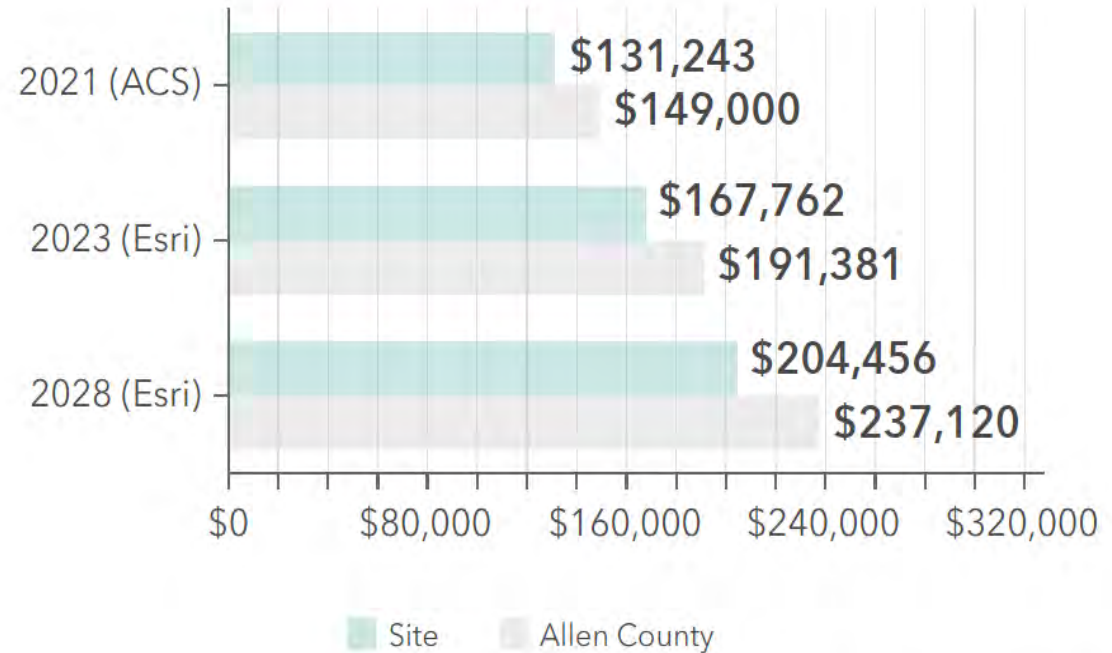 2021 (ACS)
$131,243
$149,000
2023 (Esri)
$167,762
$191,381
2028 (Esri)
$204,456
$237,120
$0 $80,000 $160,000 $240,000 $320,000
Site Allen County